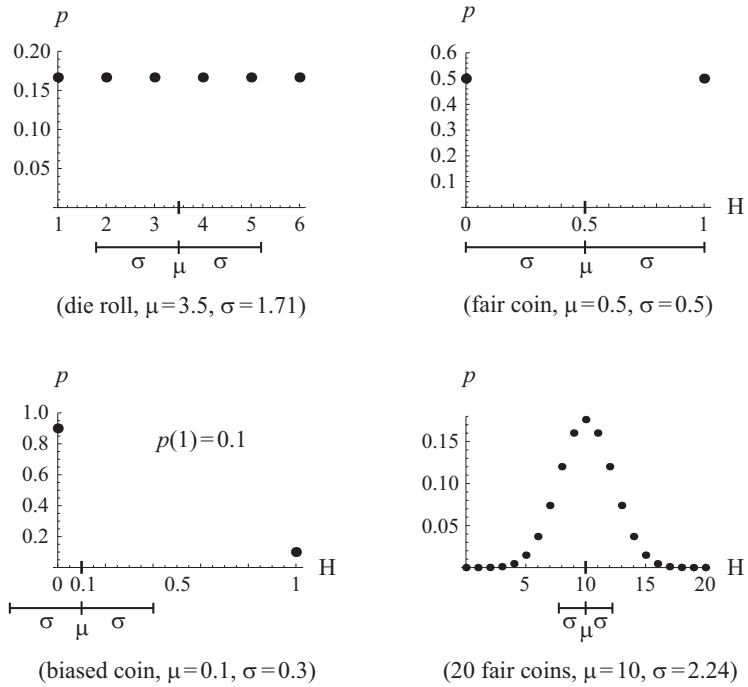 p
0.20
0.15
0.10
0.05
1 2 3 4 5 6
σ μ σ
(die roll, μ=3.5, σ=1.71)
p
0.6
0.5
0.4
0.3
0.2
0.1
0 0.5 1 H
σ μ σ
(fair coin, μ=0.5, σ=0.5)
p
1.0
0.8
0.6
0.4
0.2
p(1)=0.1
0 0.1 0.5 1 H
σ μ σ
(biased coin, μ=0.1, σ=0.3)
p
0.15
0.10
0.05
5 10 15 20 H
σ μ σ
(20 fair coins, μ=10, σ=2.24)